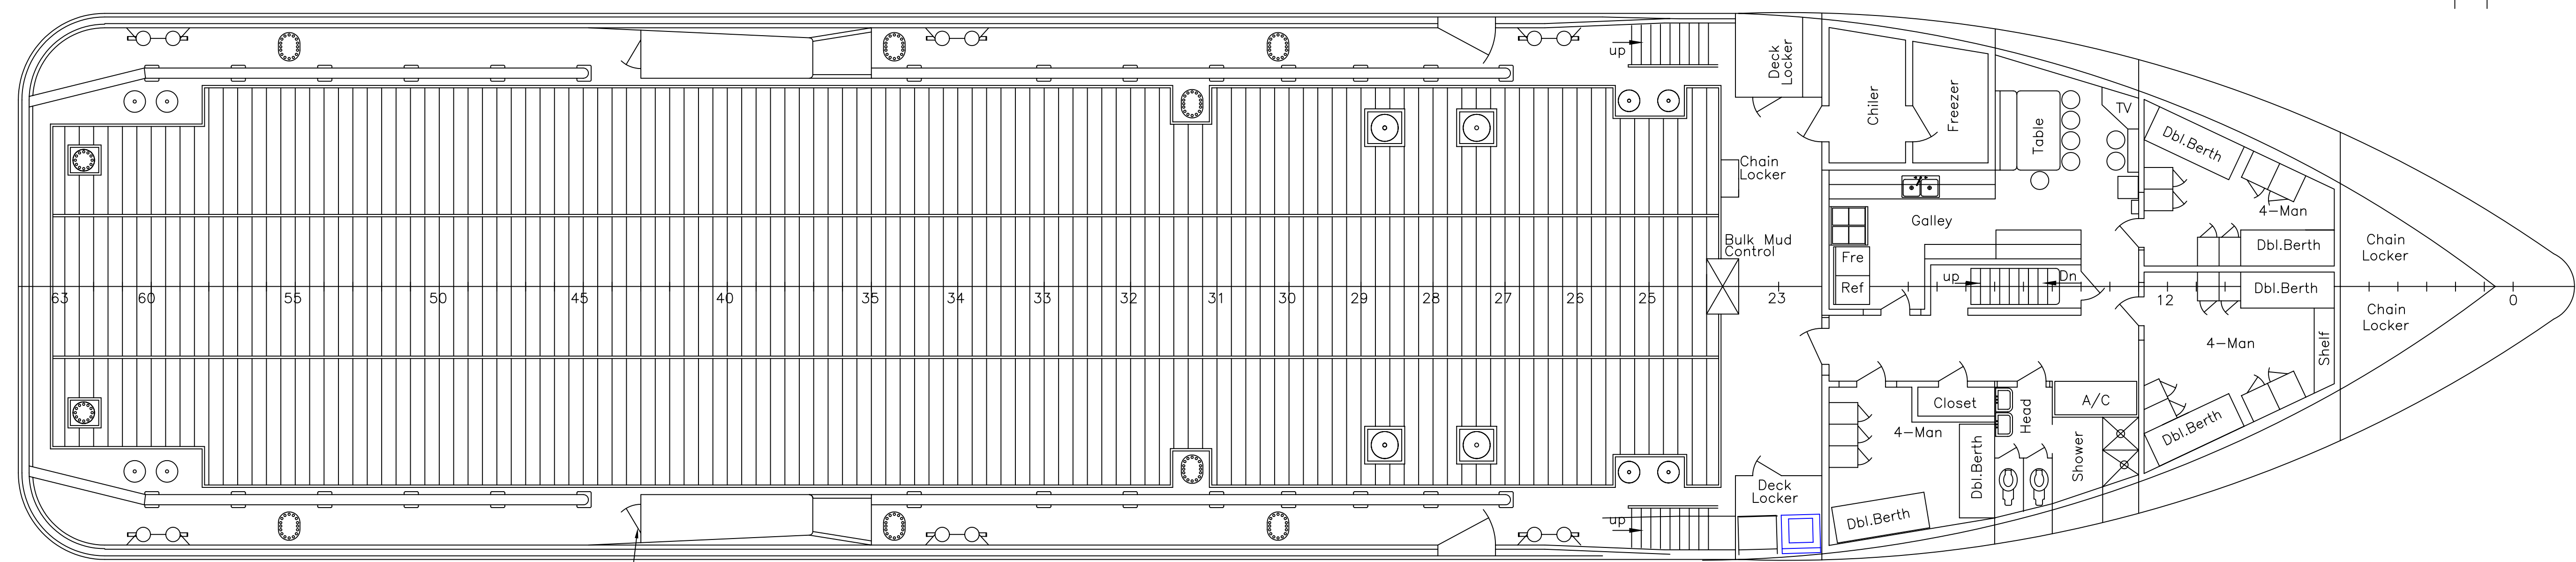 up
Deck
Locker
Chiler
Freezer
Table
TV
Dbl.Berth
Chain
Locker
4-Man
Galley
Bulk Mud
Control
Dbl.Berth
Chain
Locker
Fre
Ref
up
Dn
Dbl.Berth
63 60 55 50 45 40 35 34 33 32 31 30 29 28 27 26 25 23 12 0
Chain
Locker
4-Man
Shelf
Closet
Head
A/C
4-Man
Dbl.Berth
Dbl.Berth
Shower
Deck
Locker
Dbl.Berth
up